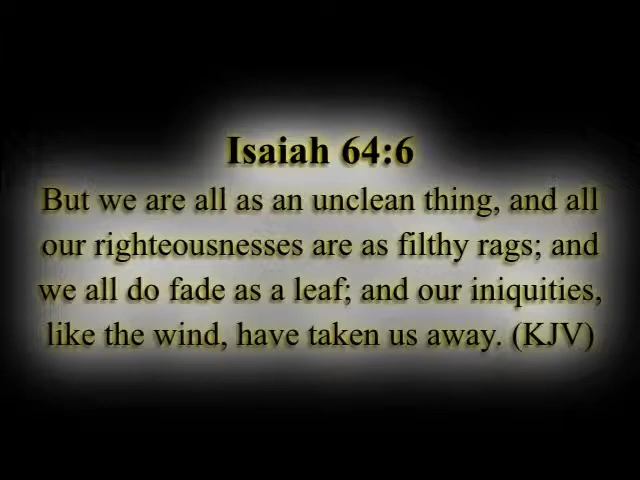 Isaiah 64:6
But we are all as an unclean thing, and all
our righteousnesses are as filthy rags; and
we all do fade as a leaf; and our iniquities,
like the wind, have taken us away. (KJV)